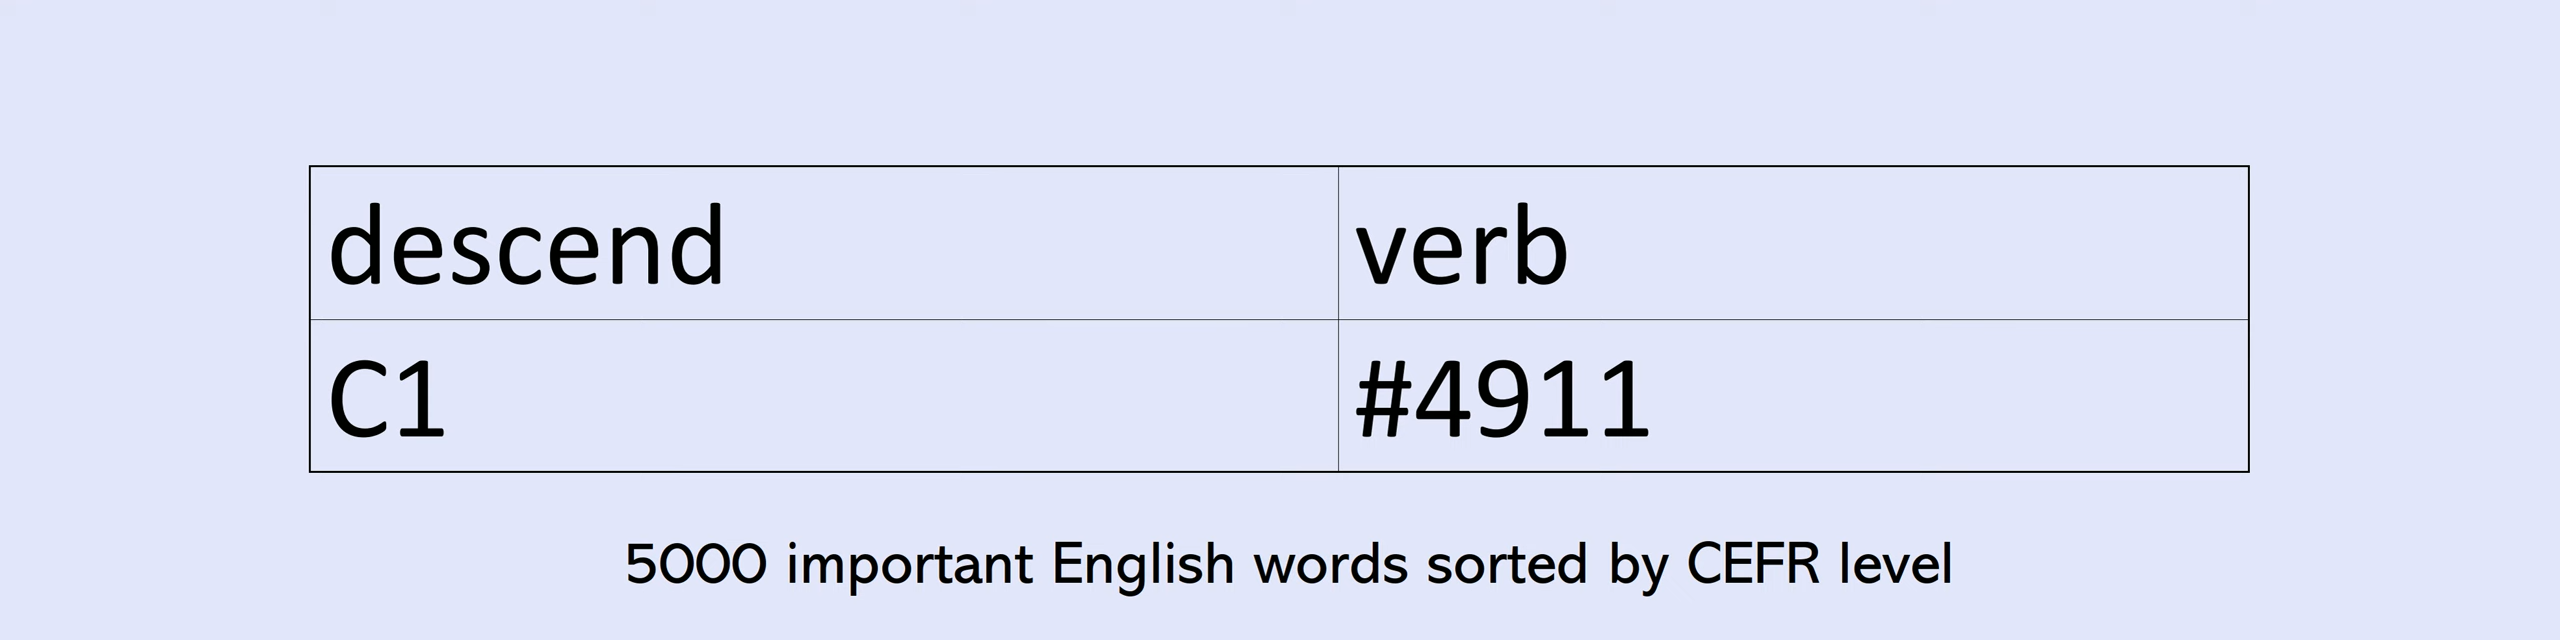 descend verb
C1 #4911
5000 important English words sorted by CEFR level